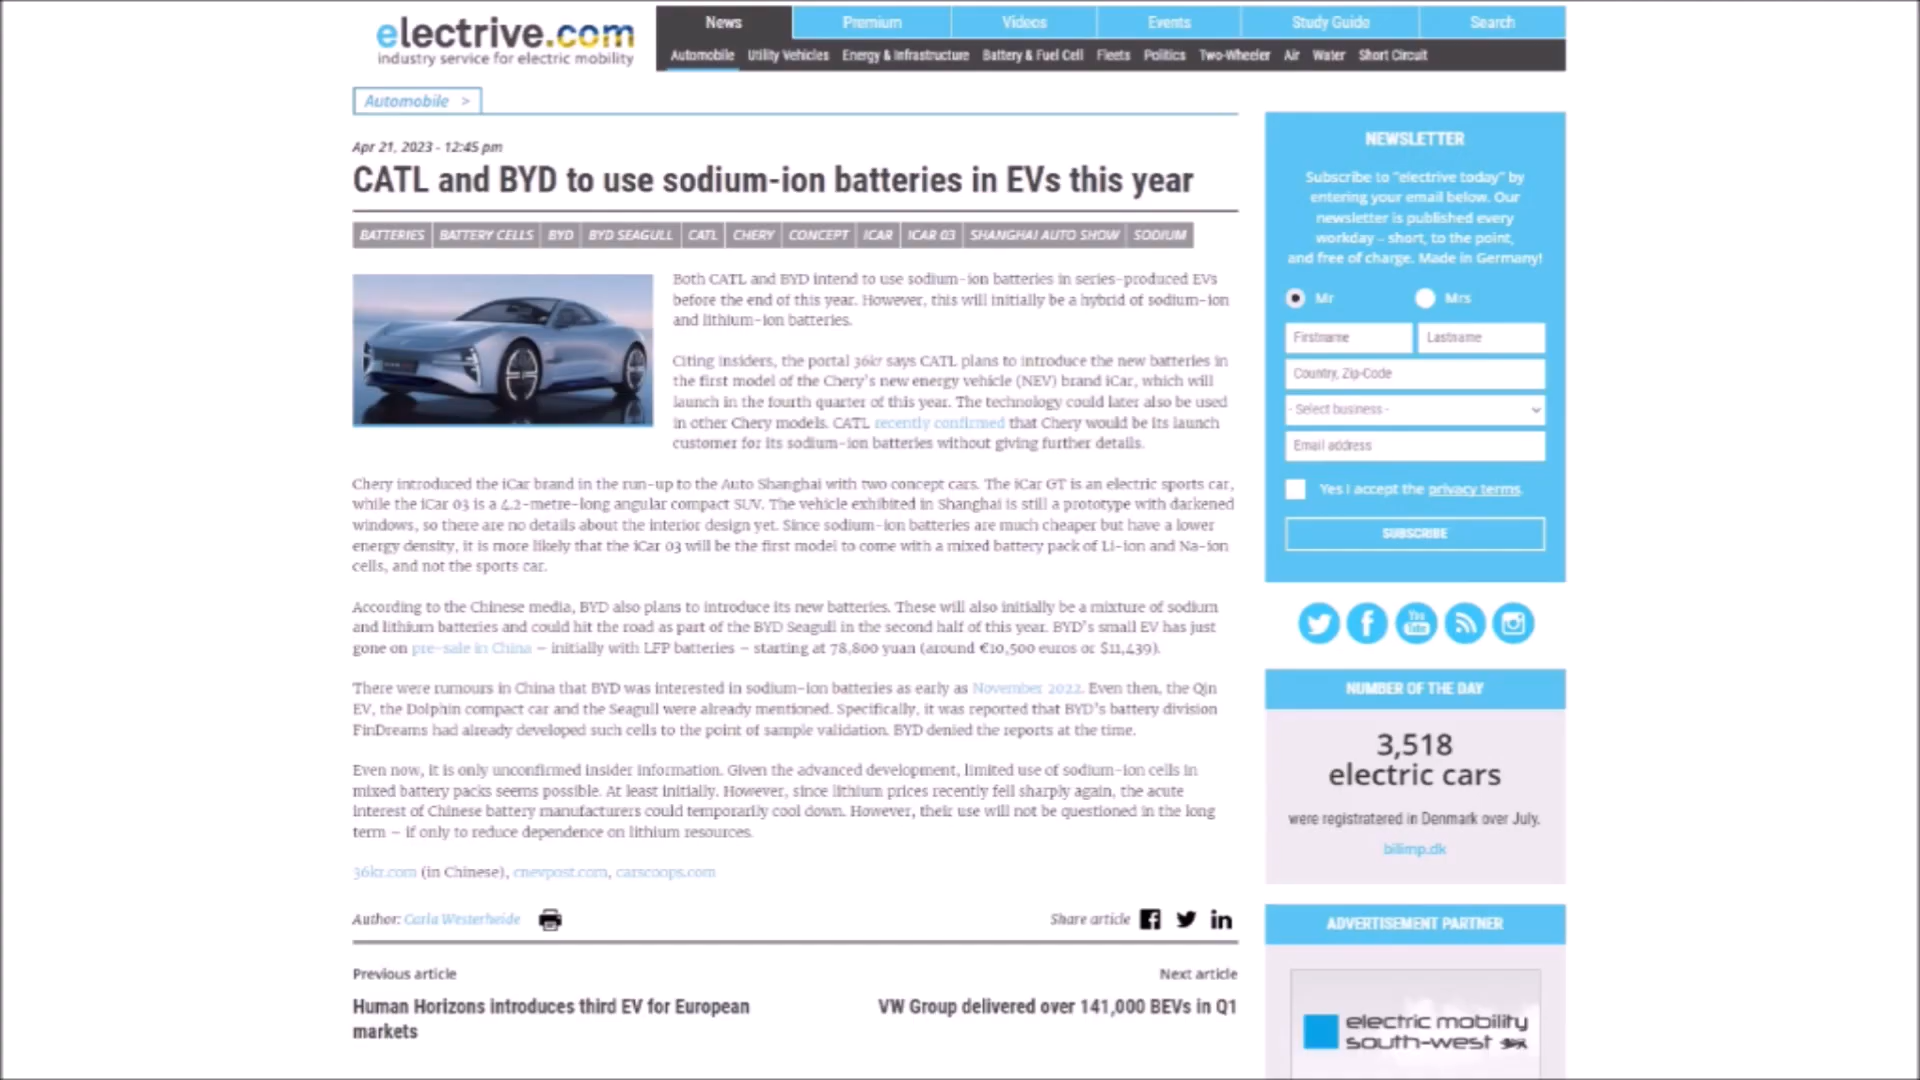 electrive.com
industry service for electric mobility
News
Premium
Videos
Events
Study Guide
Search
Automobile
Utility Vehicles
Energy & Infrastructure
Battery & Fuel Cell
Fleets
Politics
Two-Wheeler
Air
Water
Short Circuit
Automobile >
Apr 21, 2023 - 12:45 pm
CATL and BYD to use sodium-ion batteries in EVs this year
BATTERIES
BATTERY CELLS
BYD
BYD SEAGULL
CATL
CHERY
CONCEPT
ICAR
ICAR 03
SHANGHAI AUTO SHOW
SODIUM
Both CATL and BYD intend to use sodium-ion batteries in series-produced EVs
before the end of this year. However, this will initially be a hybrid of sodium-ion
and lithium-ion batteries.
Citing insiders, the portal 36kr says CATL plans to introduce the new batteries in
the first model of the Chery's new energy vehicle (NEV) brand iCar, which will
launch in the fourth quarter of this year. The technology could later also be used
in other Chery models. CATL recently confirmed that Chery would be its launch
customer for its sodium-ion batteries without giving further details.
Chery introduced the iCar brand in the run-up to the Auto Shanghai with two concept cars. The iCar GT is an electric sports car,
while the iCar 03 is a 4.2-metre-long angular compact SUV. The vehicle exhibited in Shanghai is still a prototype with darkened
windows, so there are no details about the interior design yet. Since sodium-ion batteries are much cheaper but have a lower
energy density, it is more likely that the iCar 03 will be the first model to come with a mixed battery pack of Li-ion and Na-ion
cells, and not the sports car.
According to the Chinese media, BYD also plans to introduce its new batteries. These will also initially be a mixture of sodium
and lithium batteries and could hit the road as part of the BYD Seagull in the second half of this year. BYD's small EV has just
gone on pre-sale in China – initially with LFP batteries – starting at 78,800 yuan (around €10,500 euros or $11,439).
There were rumours in China that BYD was interested in sodium-ion batteries as early as November 2022. Even then, the Qin
EV, the Dolphin compact car and the Seagull were already mentioned. Specifically, it was reported that BYD's battery division
FinDreams had already developed such cells to the point of sample validation. BYD denied the reports at the time.
Even now, it is only unconfirmed insider information. Given the advanced development, limited use of sodium-ion cells in
mixed battery packs seems possible. At least initially. However, since lithium prices recently fell sharply again, the acute
interest of Chinese battery manufacturers could temporarily cool down. However, their use will not be questioned in the long
term – if only to reduce dependence on lithium resources.
36kr.com (in Chinese), cnevpost.com, carscoops.com
Author: Carla Westerheide
Share article
Previous article
Human Horizons introduces third EV for European
markets
Next article
VW Group delivered over 141,000 BEVs in Q1
NEWSLETTER
Subscribe to "electrive today" by
entering your email below. Our
newsletter is published every
workday – short, to the point,
and free of charge. Made in Germany!
Mr
Mrs
Firstname
Lastname
Country, Zip-Code
- Select business -
Email address
Yes I accept the privacy terms.
SUBSCRIBE
You
Tube
NUMBER OF THE DAY
3,518
electric cars
were registratered in Denmark over July.
bilimp.dk
ADVERTISEMENT PARTNER
electric mobility
south-west